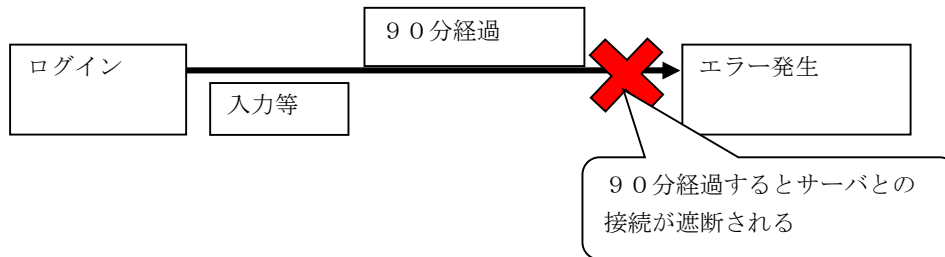 ９０分経過
ログイン
エラー発生
入力等
９０分経過するとサーバとの
接続が遮断される